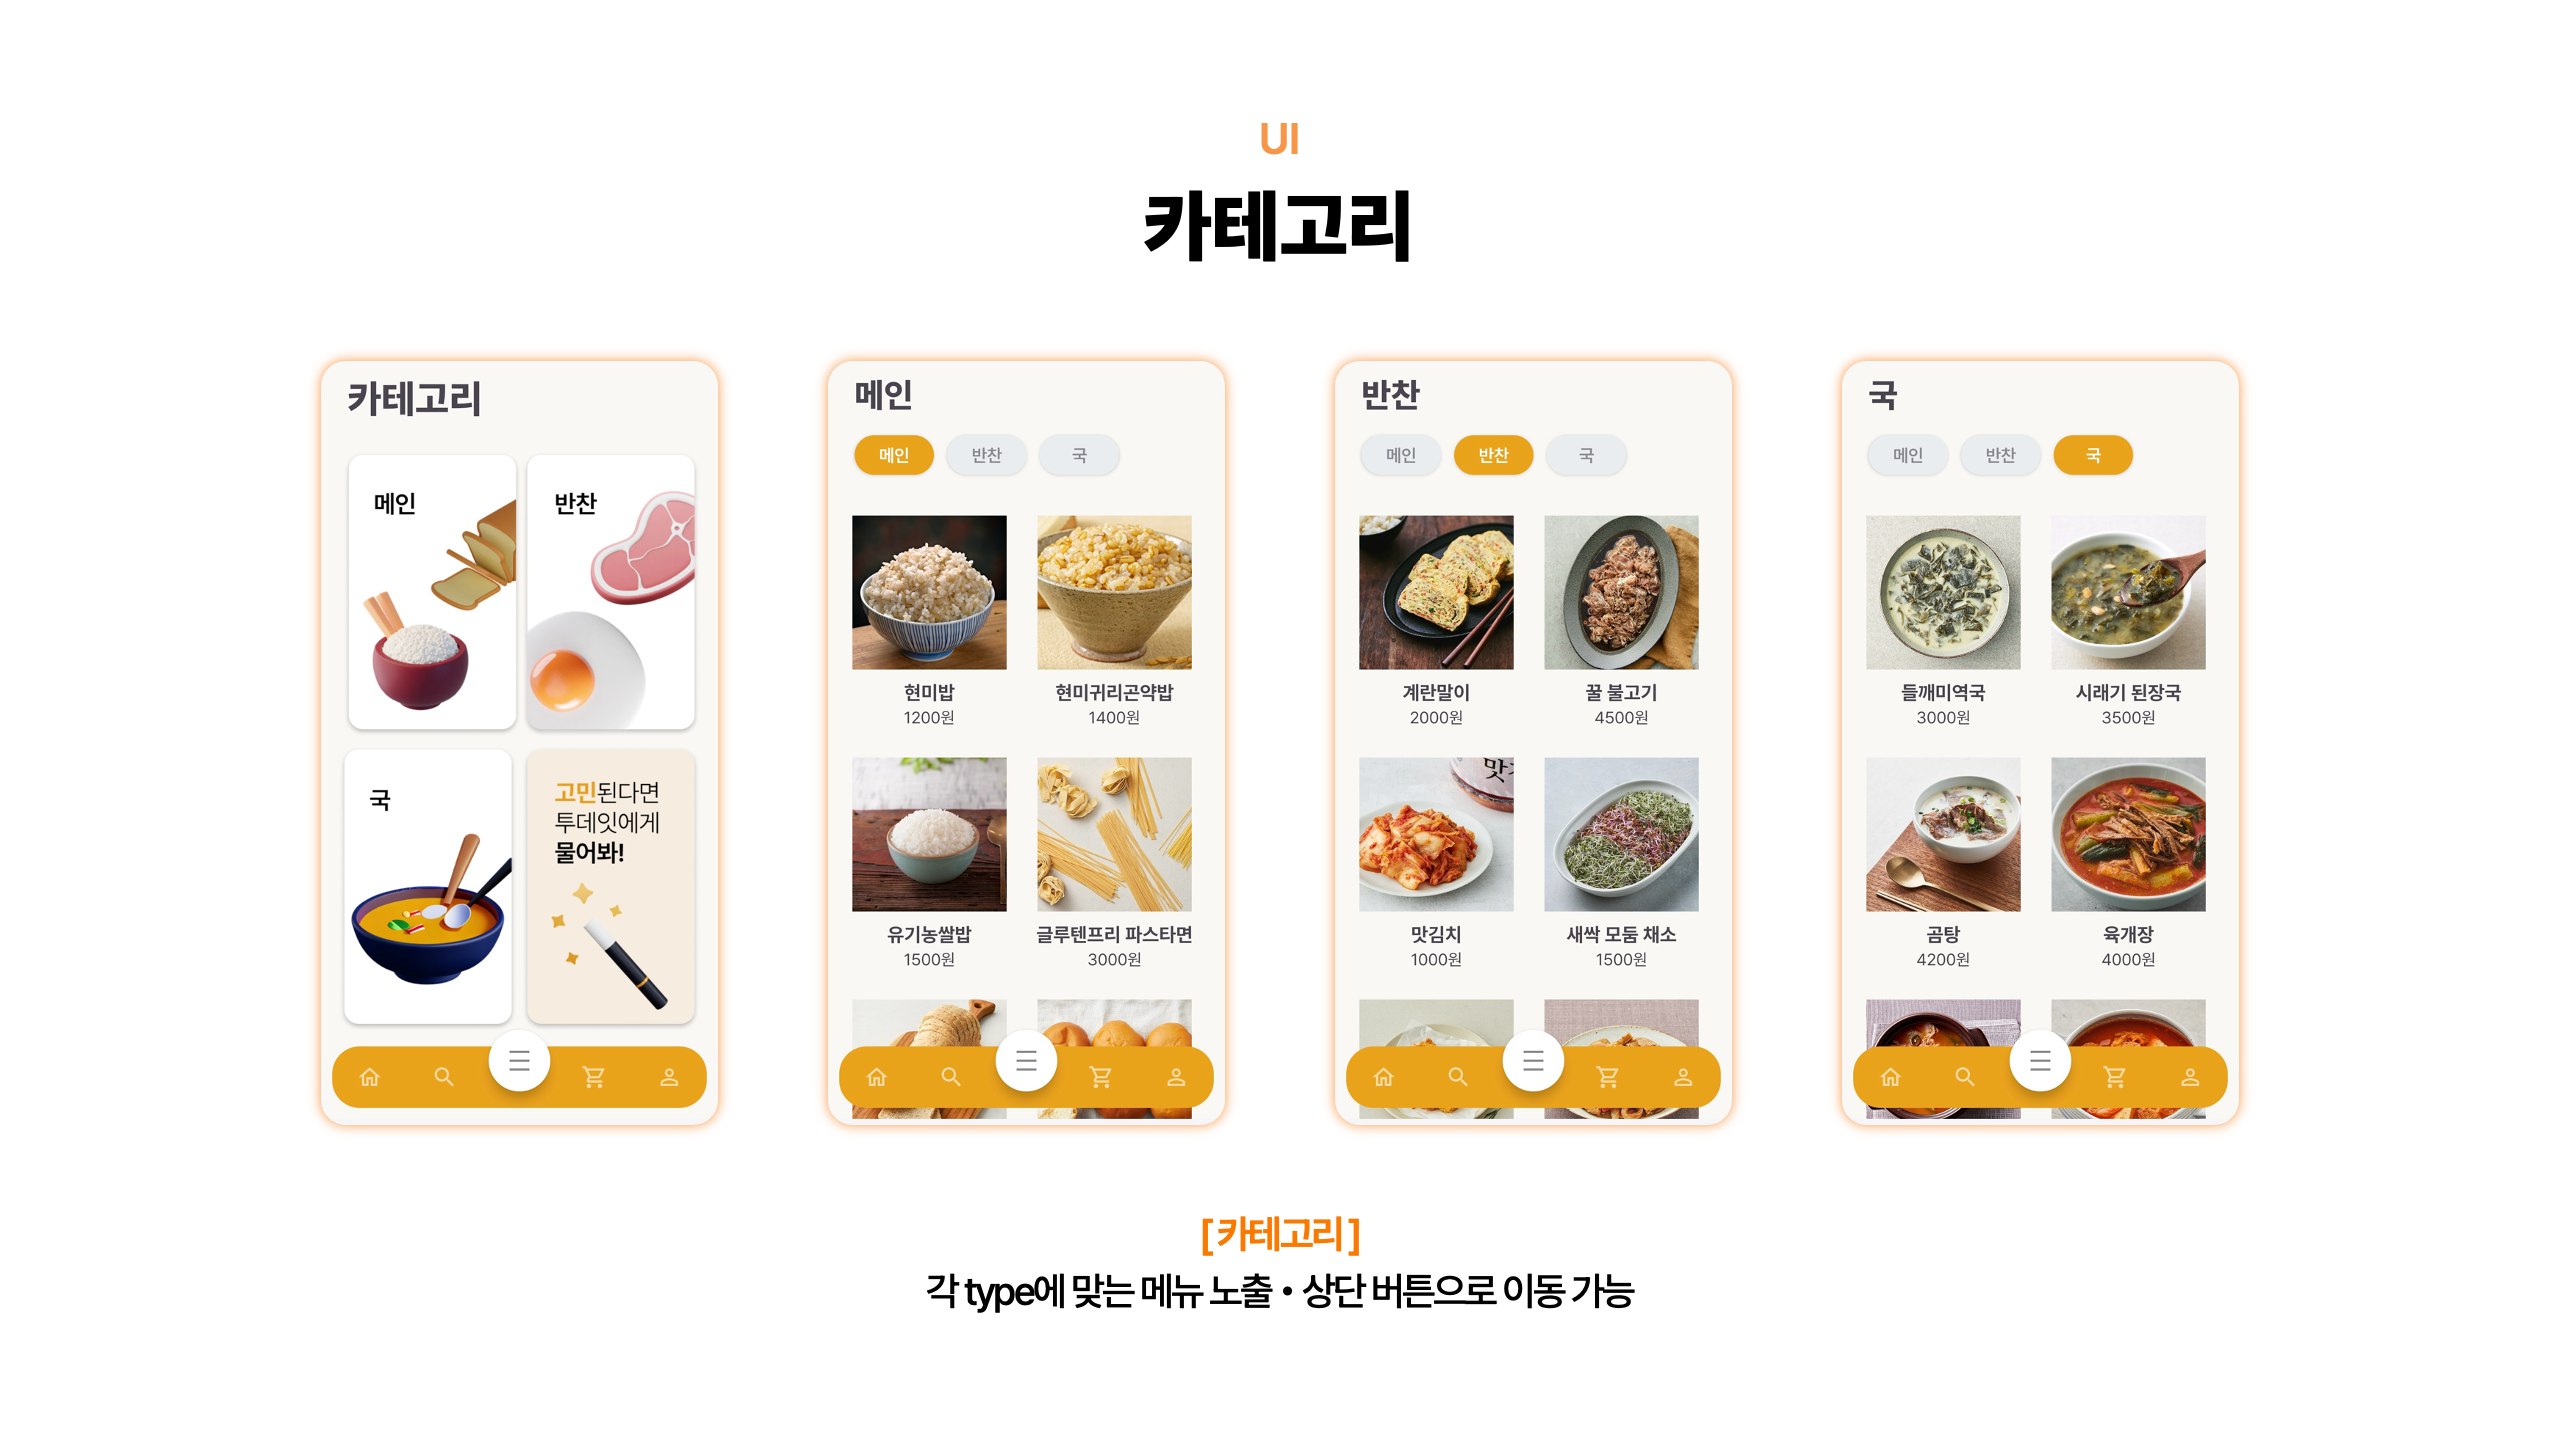 UI
카테고리
카테고리
메인
반찬
국
고민된다면
투데잇에게
물어봐!
메인
메인 반찬 국
현미밥 현미귀리곤약밥
1200원 1400원
유기농쌀밥 글루텐프리 파스타면
1500원 3000원
반찬
메인 반찬 국
계란말이 꿀 불고기
2000원 4500원
맛
맛김치 새싹 모둠 채소
1000원 1500원
국
메인 반찬 국
들깨미역국 시래기 된장국
3000원 3500원
곰탕 육개장
4200원 4000원
[ 카테고리 ]
각 type에 맞는 메뉴 노출 • 상단 버튼으로 이동 가능